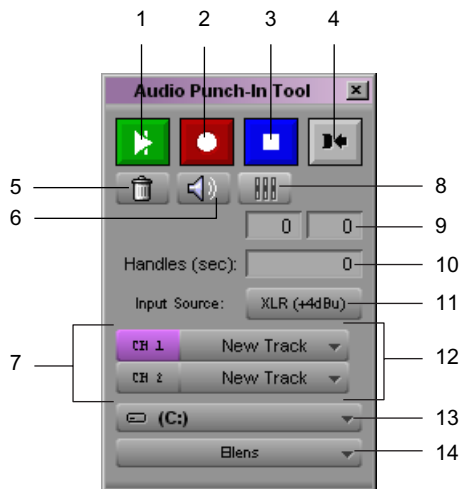 1 2 3 4
Audio Punch-In Tool
5
8
6
0 0 9
Handles (sec): 0 10
Input Source: XLR (+4dBu) 11
CH 1 New Track
7 12
CH 2 New Track
(C:) 13
Blens 14